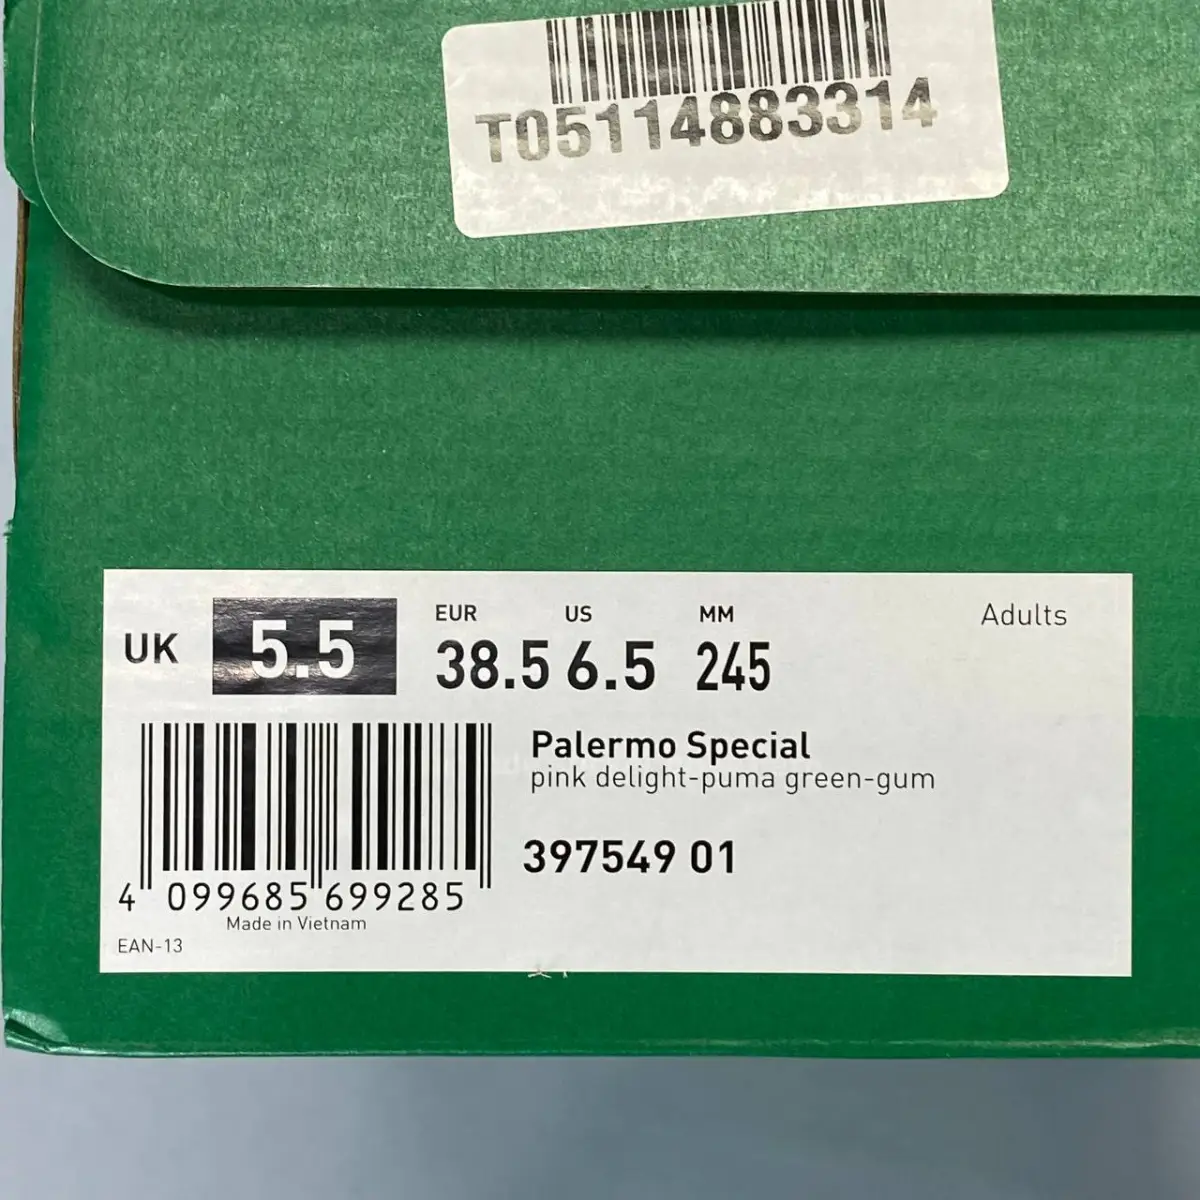 T05114883314
UK 5.5
EUR US MM
38.5 6.5 245
Adults
Palermo Special
pink delight-puma green-gum
397549 01
4 099685 699285
Made in Vietnam
EAN-13